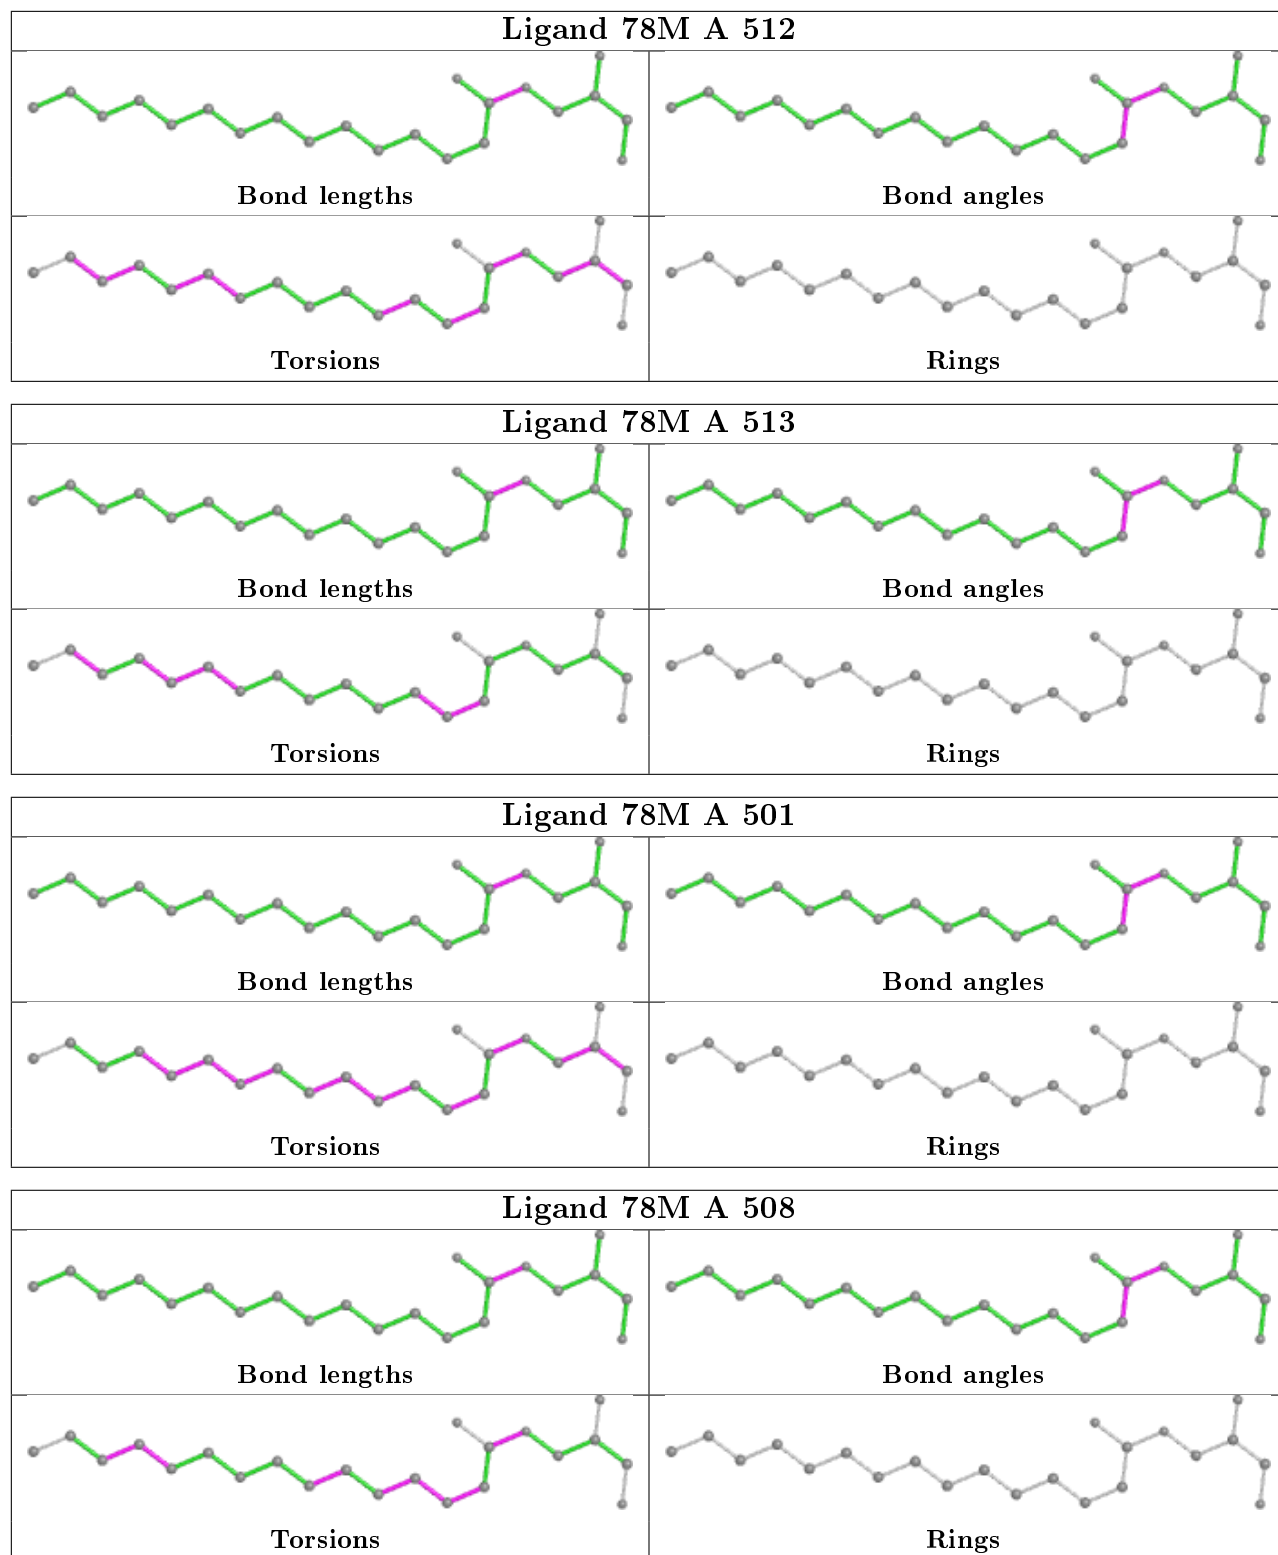 Ligand 78M A 512
Bond lengths
Bond angles
Torsions
Rings
Ligand 78M A 513
Bond lengths
Bond angles
Torsions
Rings
Ligand 78M A 501
Bond lengths
Bond angles
Torsions
Rings
Ligand 78M A 508
Bond lengths
Bond angles
Torsions
Rings